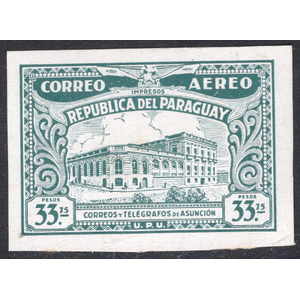 CORREO AEREO
IMPRESOS
REPUBLICA DEL PARAGUAY
PESOS PESOS
33.75 33.75
CORREOS Y TELÉGRAFOS DE ASUNCIÓN
U.P.U.